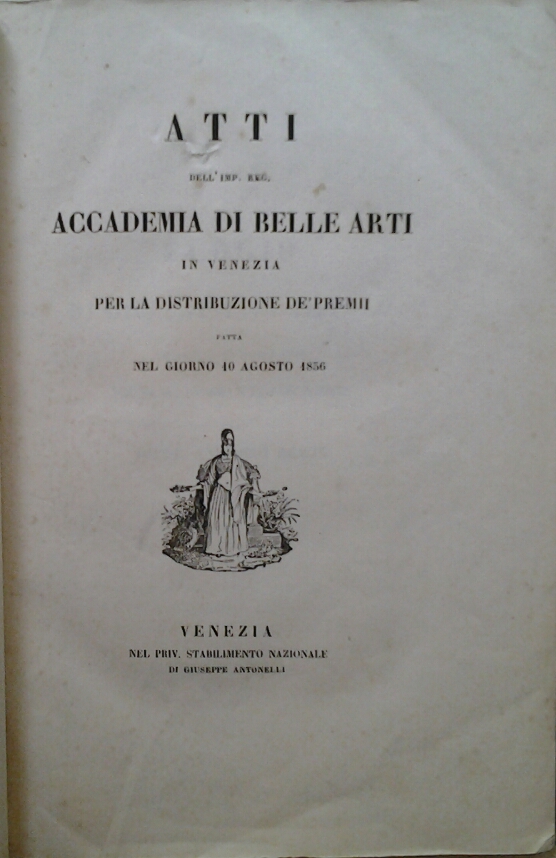 ATTI
DELL'IMP. REG.
ACCADEMIA DI BELLE ARTI
IN VENEZIA
PER LA DISTRIBUZIONE DE'PREMII
FATTA
NEL GIORNO 10 AGOSTO 1856
VENEZIA
NEL PRIV. STABILIMENTO NAZIONALE
DI GIUSEPPE ANTONELLI